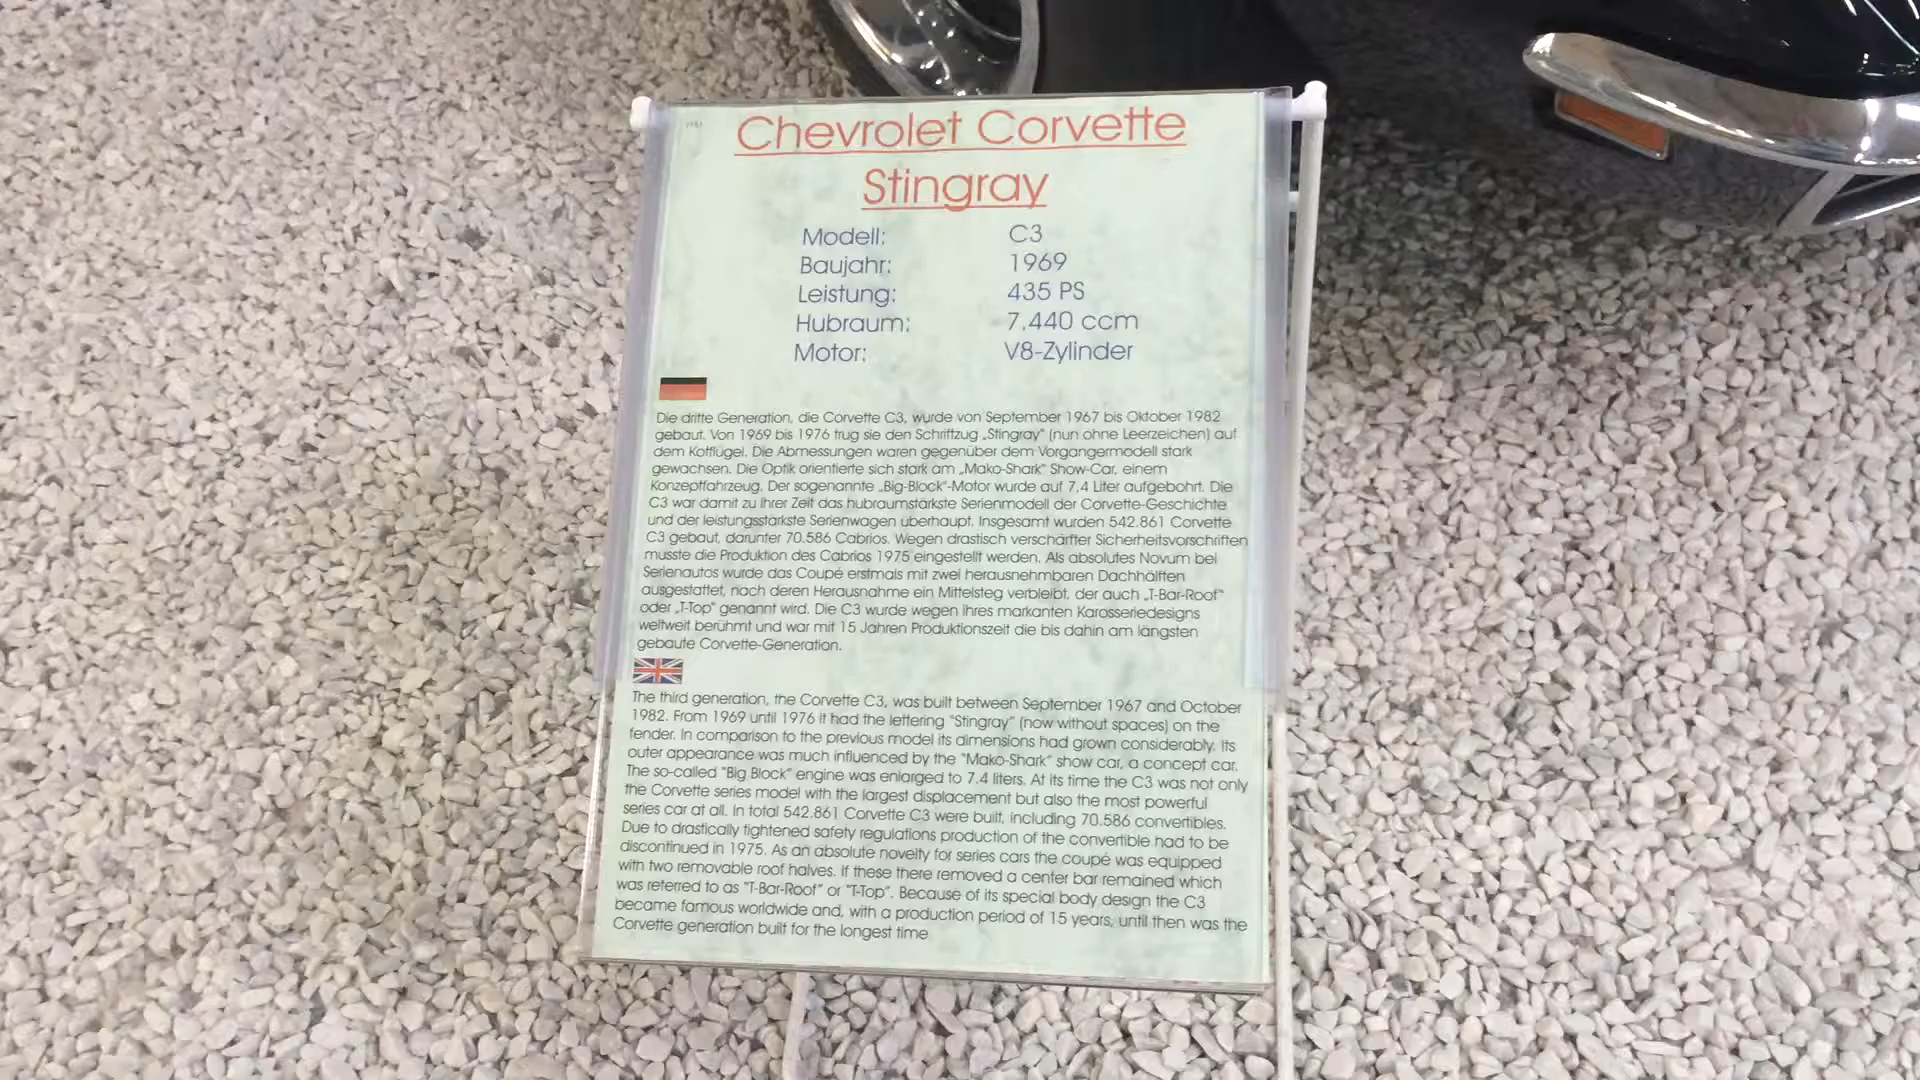 Chevrolet Corvette
Stingray
Modell: C3
Baujahr: 1969
Leistung: 435 PS
Hubraum: 7.440 ccm
Motor: V8-Zylinder
Die dritte Generation, die Corvette C3, wurde von September 1967 bis Oktober 1982
gebaut. Von 1969 bis 1976 trug sie den Schriftzug „Stingray" (nun ohne Leerzeichen) auf
dem Kotflügel. Die Abmessungen waren gegenüber dem Vorgängermodell stark
gewachsen. Die Optik orientierte sich stark am „Mako-Shark" Show-Car, einem
Konzeptfahrzeug. Der sogenannte „Big-Block"-Motor wurde auf 7,4 Liter aufgebohrt. Die
C3 war damit zu ihrer Zeit das hubraumstärkste Serienmodell der Corvette-Geschichte
und der leistungsstärkste Serienwagen überhaupt. Insgesamt wurden 542.861 Corvette
C3 gebaut, darunter 70.586 Cabrios. Wegen drastisch verschärfter Sicherheitsvorschriften
musste die Produktion des Cabrios 1975 eingestellt werden. Als absolutes Novum bei
Serienautos wurde das Coupé erstmals mit zwei herausnehmbaren Dachhälften
ausgestattet, nach deren Herausnahme ein Mittelsteg verbleibt, der auch „T-Bar-Roof"
oder „T-Top" genannt wird. Die C3 wurde wegen ihres markanten Karosseriedesigns
weltweit berühmt und war mit 15 Jahren Produktionszeit die bis dahin am längsten
gebaute Corvette-Generation.
The third generation, the Corvette C3, was built between September 1967 and October
1982. From 1969 until 1976 it had the lettering "Stingray" (now without spaces) on the
fender. In comparison to the previous model its dimensions had grown considerably. Its
outer appearance was much influenced by the "Mako-Shark" show car, a concept car.
The so-called "Big Block" engine was enlarged to 7.4 liters. At its time the C3 was not only
the Corvette series model with the largest displacement but also the most powerful
series car at all. In total 542.861 Corvette C3 were built, including 70.586 convertibles.
Due to drastically tightened safety regulations production of the convertible had to be
discontinued in 1975. As an absolute novelty for series cars the coupé was equipped
with two removable roof halves. If these there removed a center bar remained which
was referred to as "T-Bar-Roof" or "T-Top". Because of its special body design the C3
became famous worldwide and, with a production period of 15 years, until then was the
Corvette generation built for the longest time